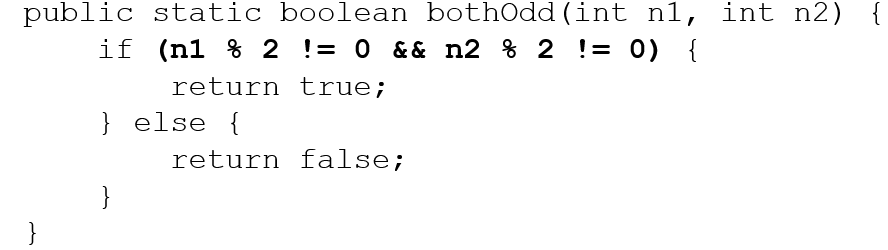 public static boolean bothOdd(int n1, int n2) {
    if (n1 % 2 != 0 && n2 % 2 != 0) {
        return true;
    } else {
        return false;
    }
}